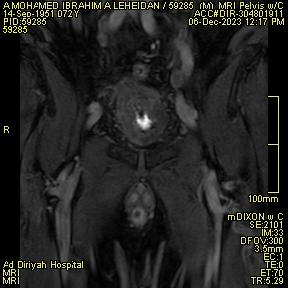 A MOHAMED IBRAHIM A LEHEIDAN / 59285 (M) MRI Pelvis w/C
14-Sep-1951 072Y ACC#DIR-304801911
PID:59285 06-Dec-2023 12:17 PM
59285
R
100mm
mDIXON w C
SE:2101
IM:33
DFOV:300
3.5mm
EC:1
Ad Diriyah Hospital TE:0
MRI ET:70
MRI TR:5.29